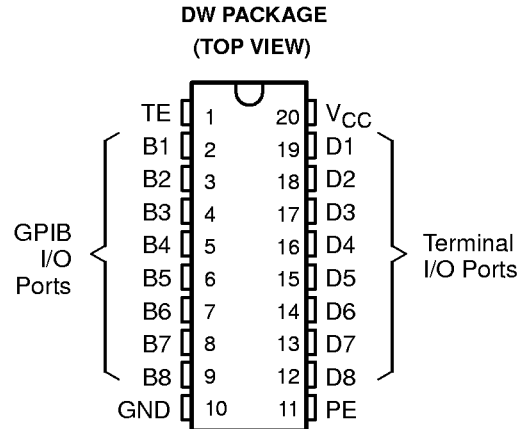 DW PACKAGE
(TOP VIEW)
TE 1 20 VCC
B1 2 19 D1
B2 3 18 D2
B3 4 17 D3
B4 5 16 D4
B5 6 15 D5
B6 7 14 D6
B7 8 13 D7
B8 9 12 D8
GND 10 11 PE
GPIB
I/O
Ports
Terminal
I/O Ports